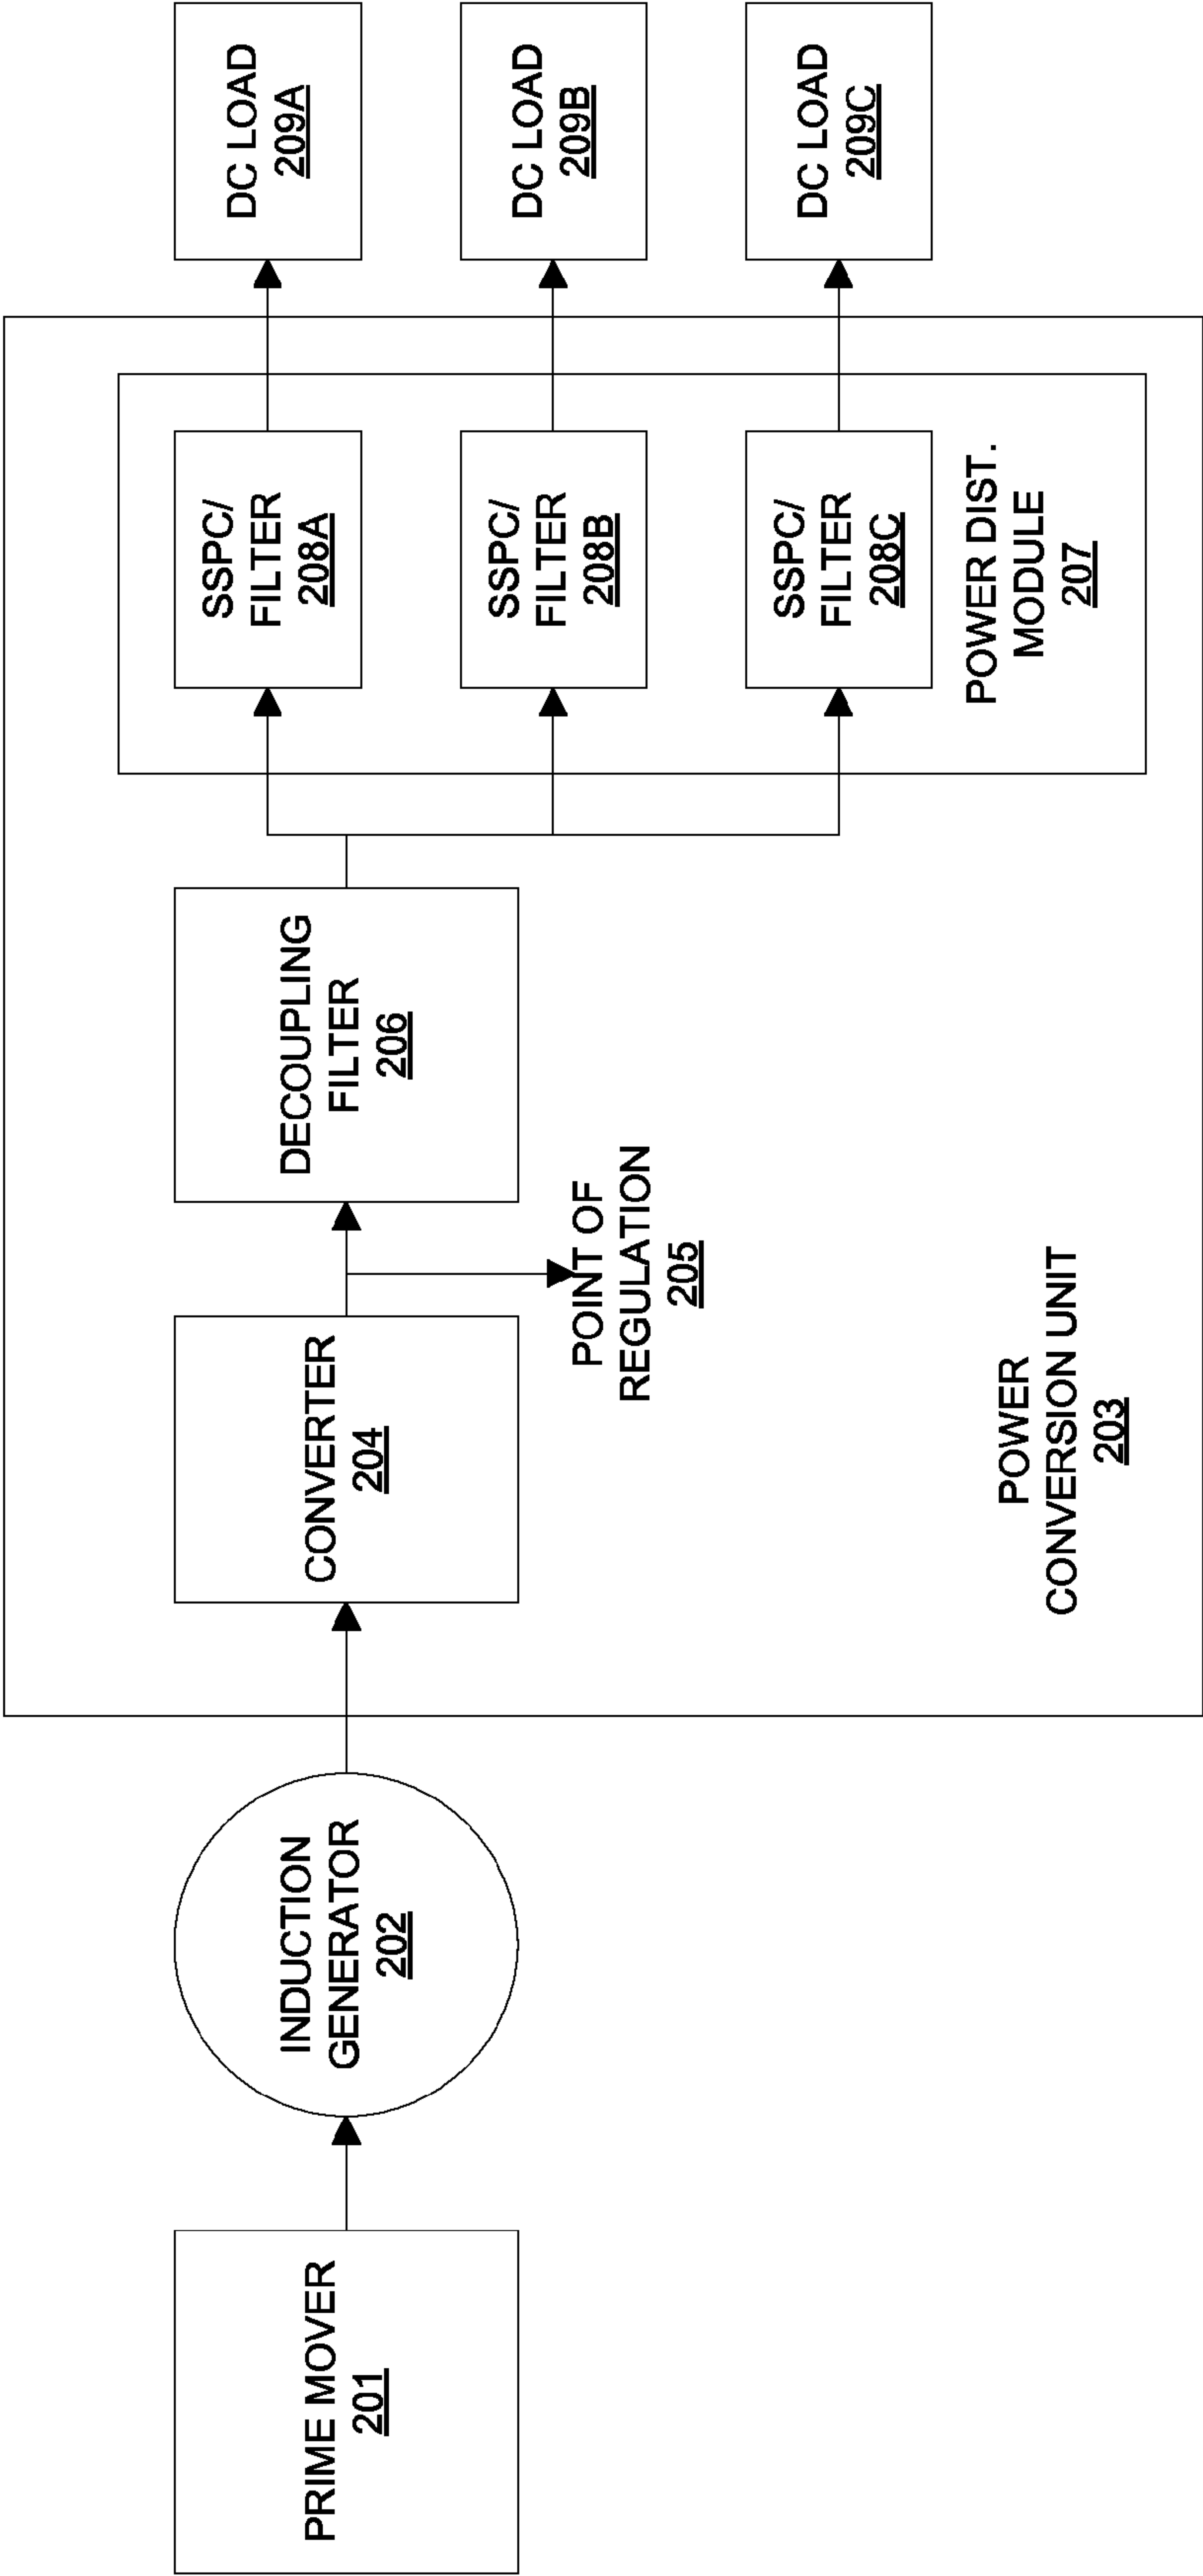 PRIME MOVER
201
INDUCTION
GENERATOR
202
CONVERTER
204
POINT OF
REGULATION
205
DECOUPLING
FILTER
206
SSPC/
FILTER
208A
SSPC/
FILTER
208B
SSPC/
FILTER
208C
POWER DIST.
MODULE
207
POWER
CONVERSION UNIT
203
DC LOAD
209A
DC LOAD
209B
DC LOAD
209C